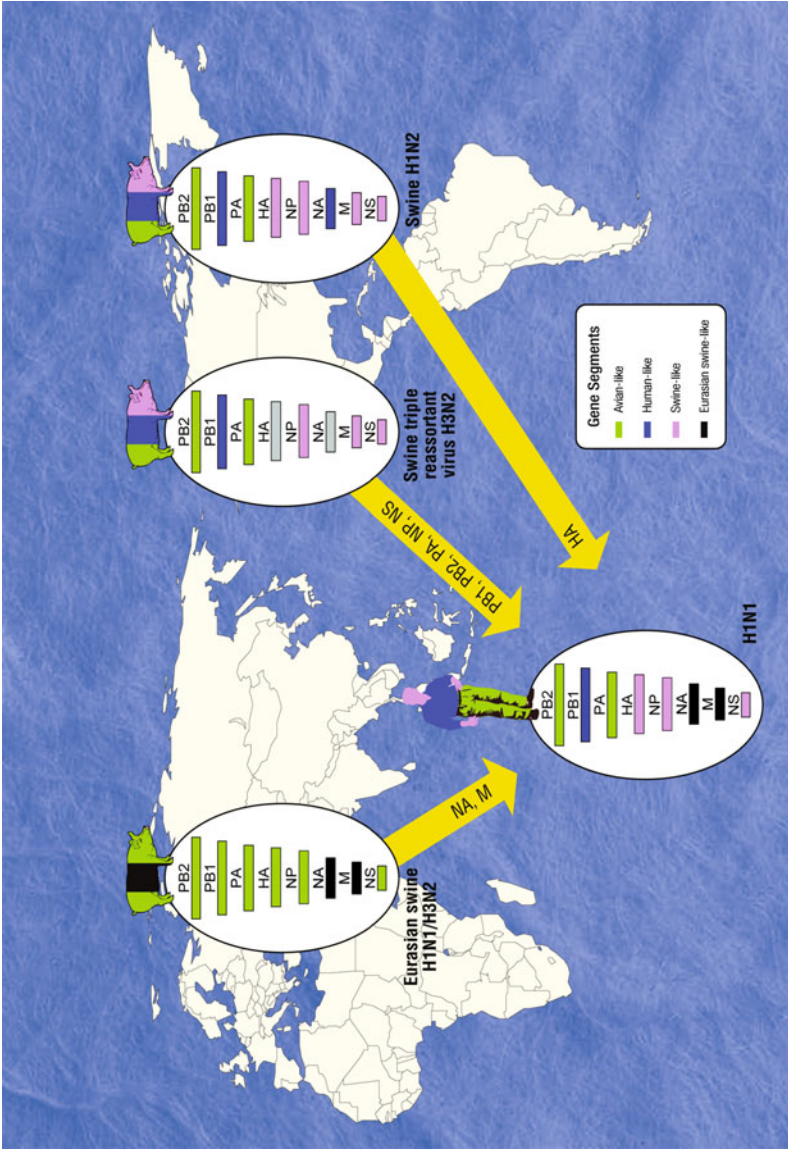 PB2
PB1
PA
HA
NP
NA
M
NS
Eurasian swine
H1N1/H3N2
PB2
PB1
PA
HA
NP
NA
M
NS
Swine triple
reassortant
virus H3N2
PB2
PB1
PA
HA
NP
NA
M
NS
Swine H1N2
NA, M
PB1, PB2, PA, NP, NS
HA
PB2
PB1
PA
HA
NP
NA
M
NS
H1N1
Gene Segments
Avian-like
Human-like
Swine-like
Eurasian swine-like